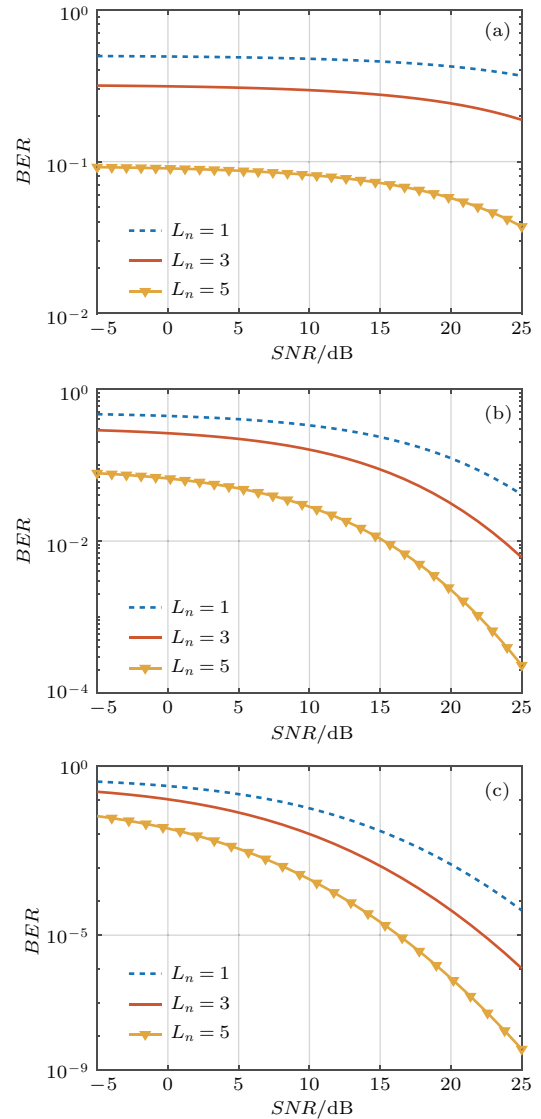 10^0
(a)
10^{-1}
BER
L_n = 1
L_n = 3
L_n = 5
10^{-2}
−5 0 5 10 15 20 25
SNR/dB
10^0
(b)
10^{-2}
BER
L_n = 1
L_n = 3
L_n = 5
10^{-4}
−5 0 5 10 15 20 25
SNR/dB
10^0
(c)
10^{-5}
BER
L_n = 1
L_n = 3
L_n = 5
10^{-9}
−5 0 5 10 15 20 25
SNR/dB